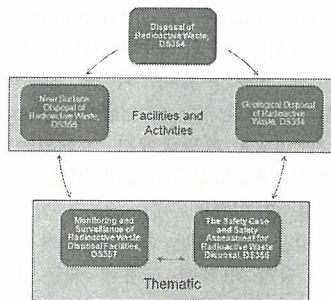 Disposal of
Radioactive Waste,
DS354
Near Surface
Disposal of
Radioactive Waste,
DS356
Facilities and
Activities
Geological Disposal
of Radioactive
Waste, DS334
Monitoring and
Surveillance of
Radioactive Waste
Disposal Facilities,
DS357
The Safety Case
and Safety
Assessment for
Radioactive Waste
Disposal, DS355
Thematic